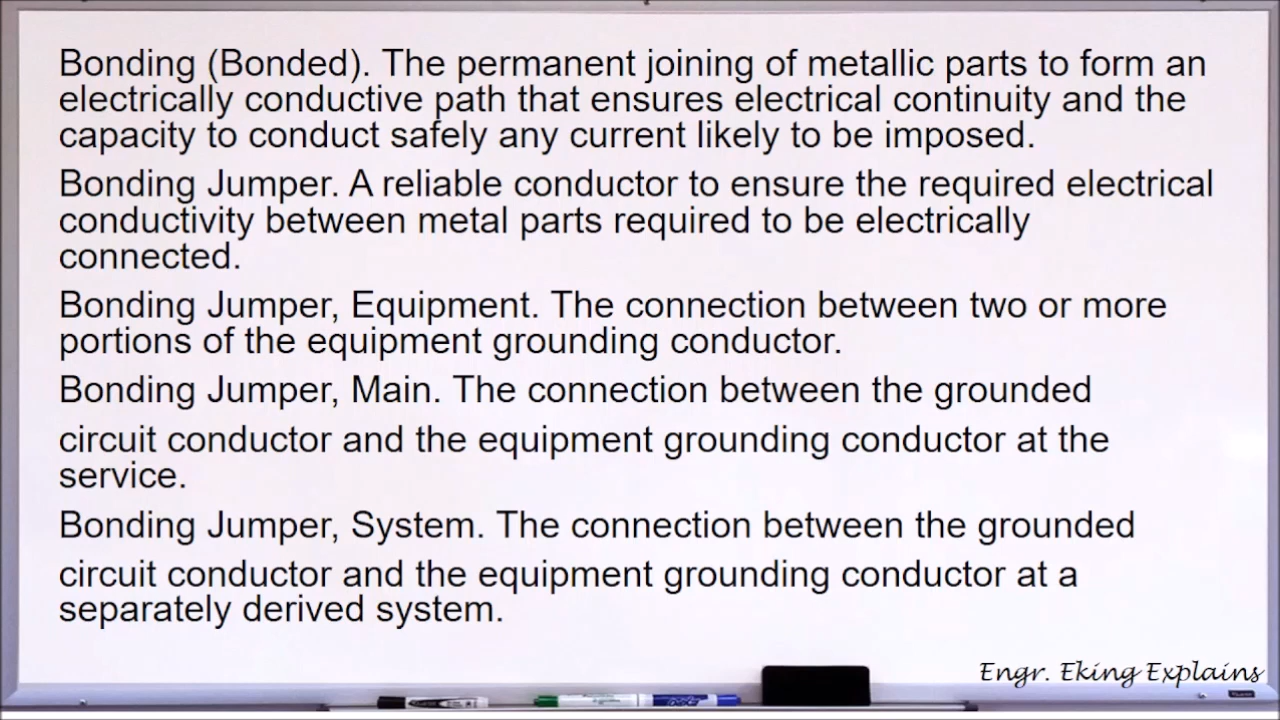 Bonding (Bonded). The permanent joining of metallic parts to form an
electrically conductive path that ensures electrical continuity and the
capacity to conduct safely any current likely to be imposed.
Bonding Jumper. A reliable conductor to ensure the required electrical
conductivity between metal parts required to be electrically
connected.
Bonding Jumper, Equipment. The connection between two or more
portions of the equipment grounding conductor.
Bonding Jumper, Main. The connection between the grounded
circuit conductor and the equipment grounding conductor at the
service.
Bonding Jumper, System. The connection between the grounded
circuit conductor and the equipment grounding conductor at a
separately derived system.
Engr. Eking Explains